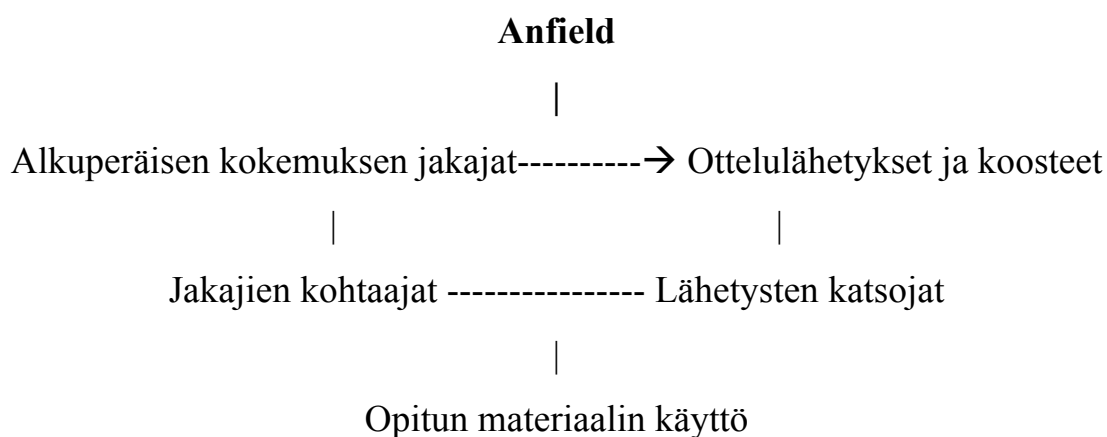 Anfield
|
Alkuperäisen kokemuksen jakajat----------→ Ottelulähetykset ja koosteet
| |
Jakajien kohtaajat ---------------- Lähetysten katsojat
|
Opitun materiaalin käyttö